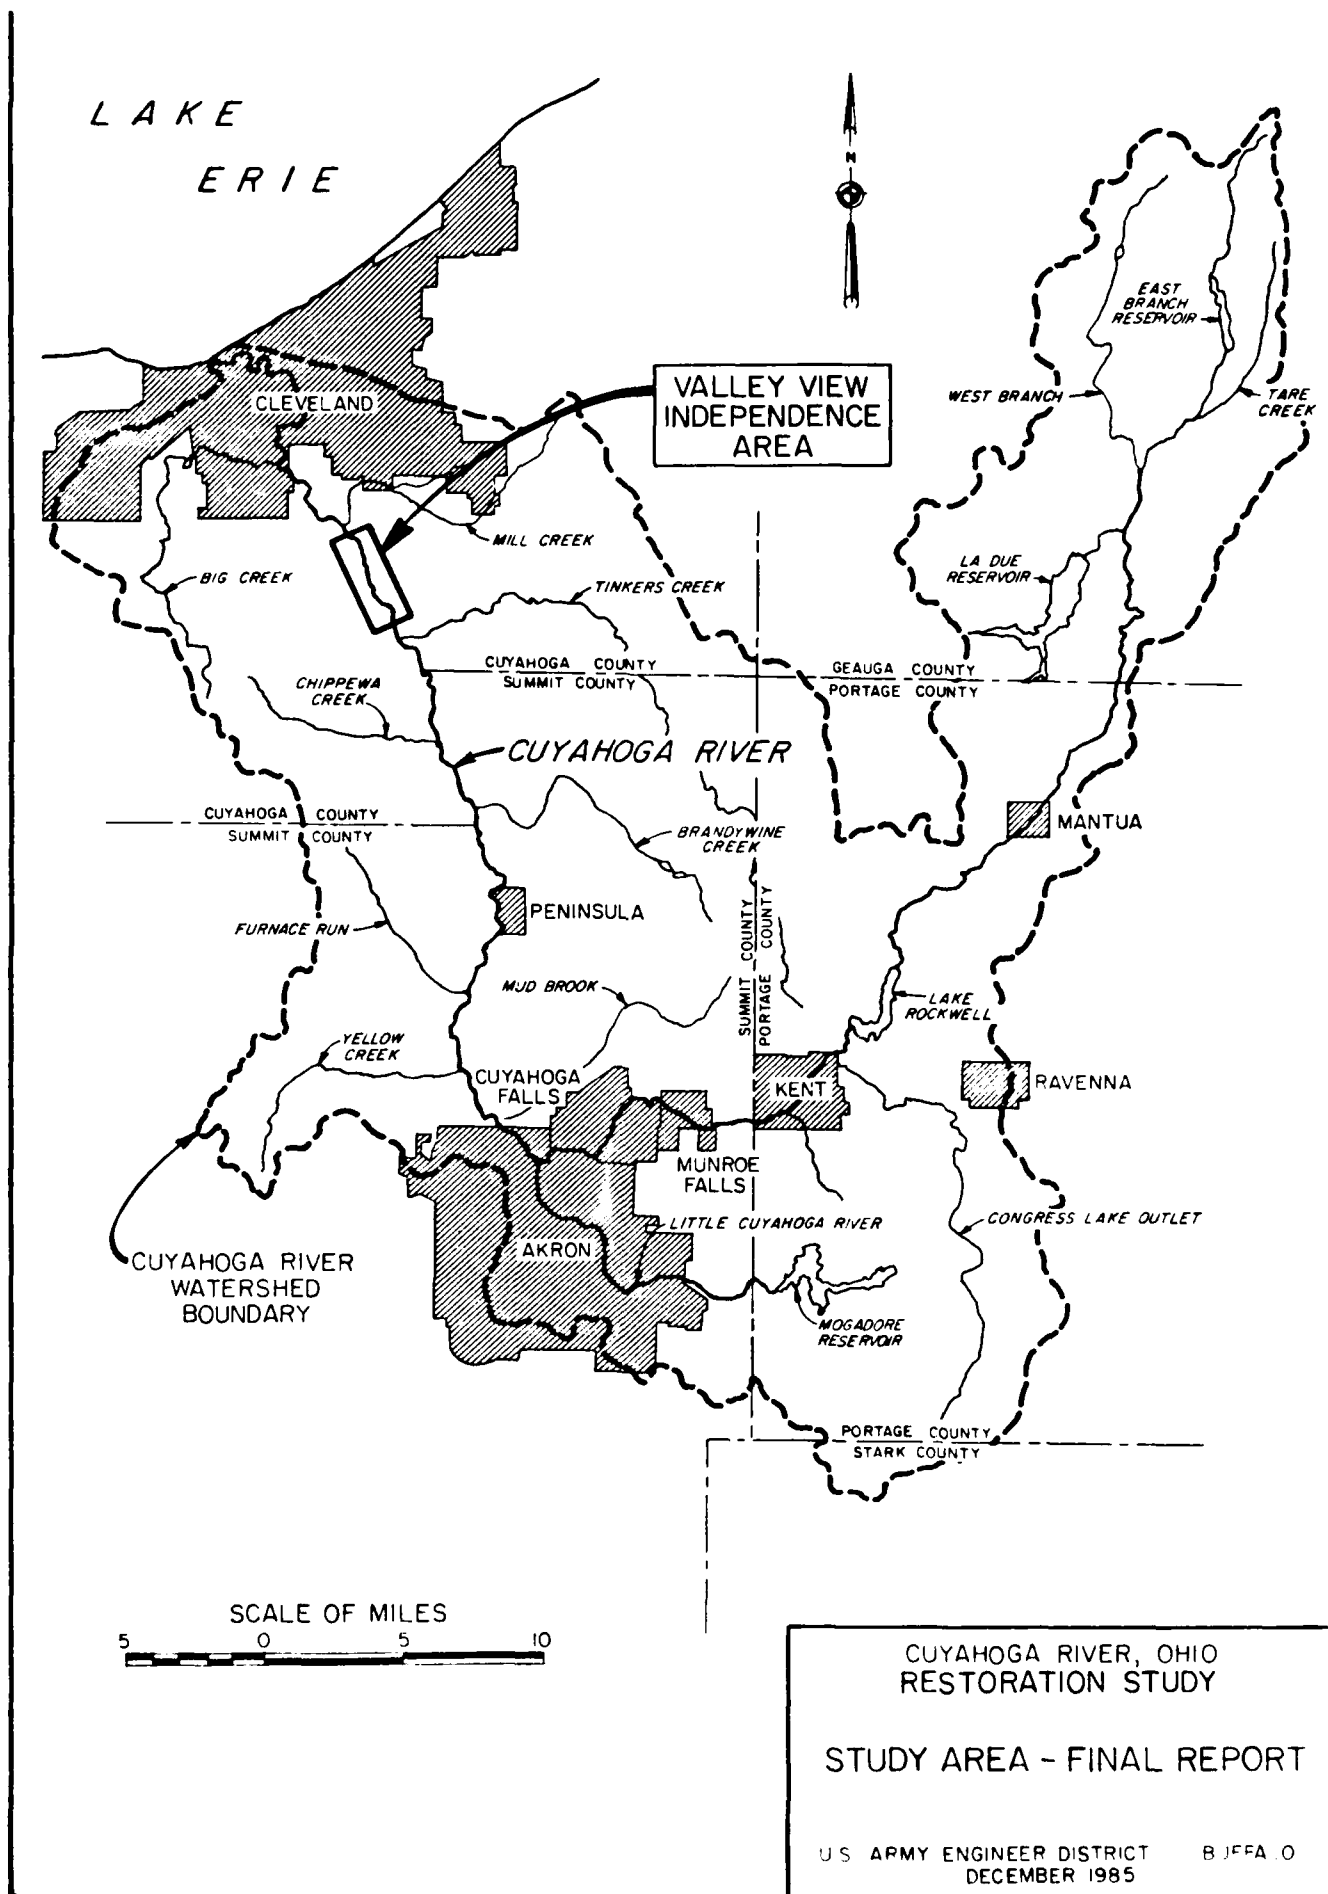 LAKE
ERIE
N
EAST
BRANCH
RESERVOIR
VALLEY VIEW
INDEPENDENCE
AREA
WEST BRANCH
TARE
CREEK
CLEVELAND
MILL CREEK
LA DUE
RESERVOIR
BIG CREEK
TINKERS CREEK
CUYAHOGA COUNTY
SUMMIT COUNTY
GEAUGA COUNTY
PORTAGE COUNTY
CHIPPEWA
CREEK
CUYAHOGA RIVER
CUYAHOGA COUNTY
SUMMIT COUNTY
BRANDYWINE
CREEK
MANTUA
PENINSULA
SUMMIT COUNTY
PORTAGE COUNTY
FURNACE RUN
MUD BROOK
LAKE
ROCKWELL
YELLOW
CREEK
CUYAHOGA
FALLS
KENT
RAVENNA
MUNROE
FALLS
LITTLE CUYAHOGA RIVER
CONGRESS LAKE OUTLET
AKRON
CUYAHOGA RIVER
WATERSHED
BOUNDARY
MOGADORE
RESERVOIR
PORTAGE COUNTY
STARK COUNTY
SCALE OF MILES
5 0 5 10
CUYAHOGA RIVER, OHIO
RESTORATION STUDY
STUDY AREA - FINAL REPORT
U S ARMY ENGINEER DISTRICT
DECEMBER 1985